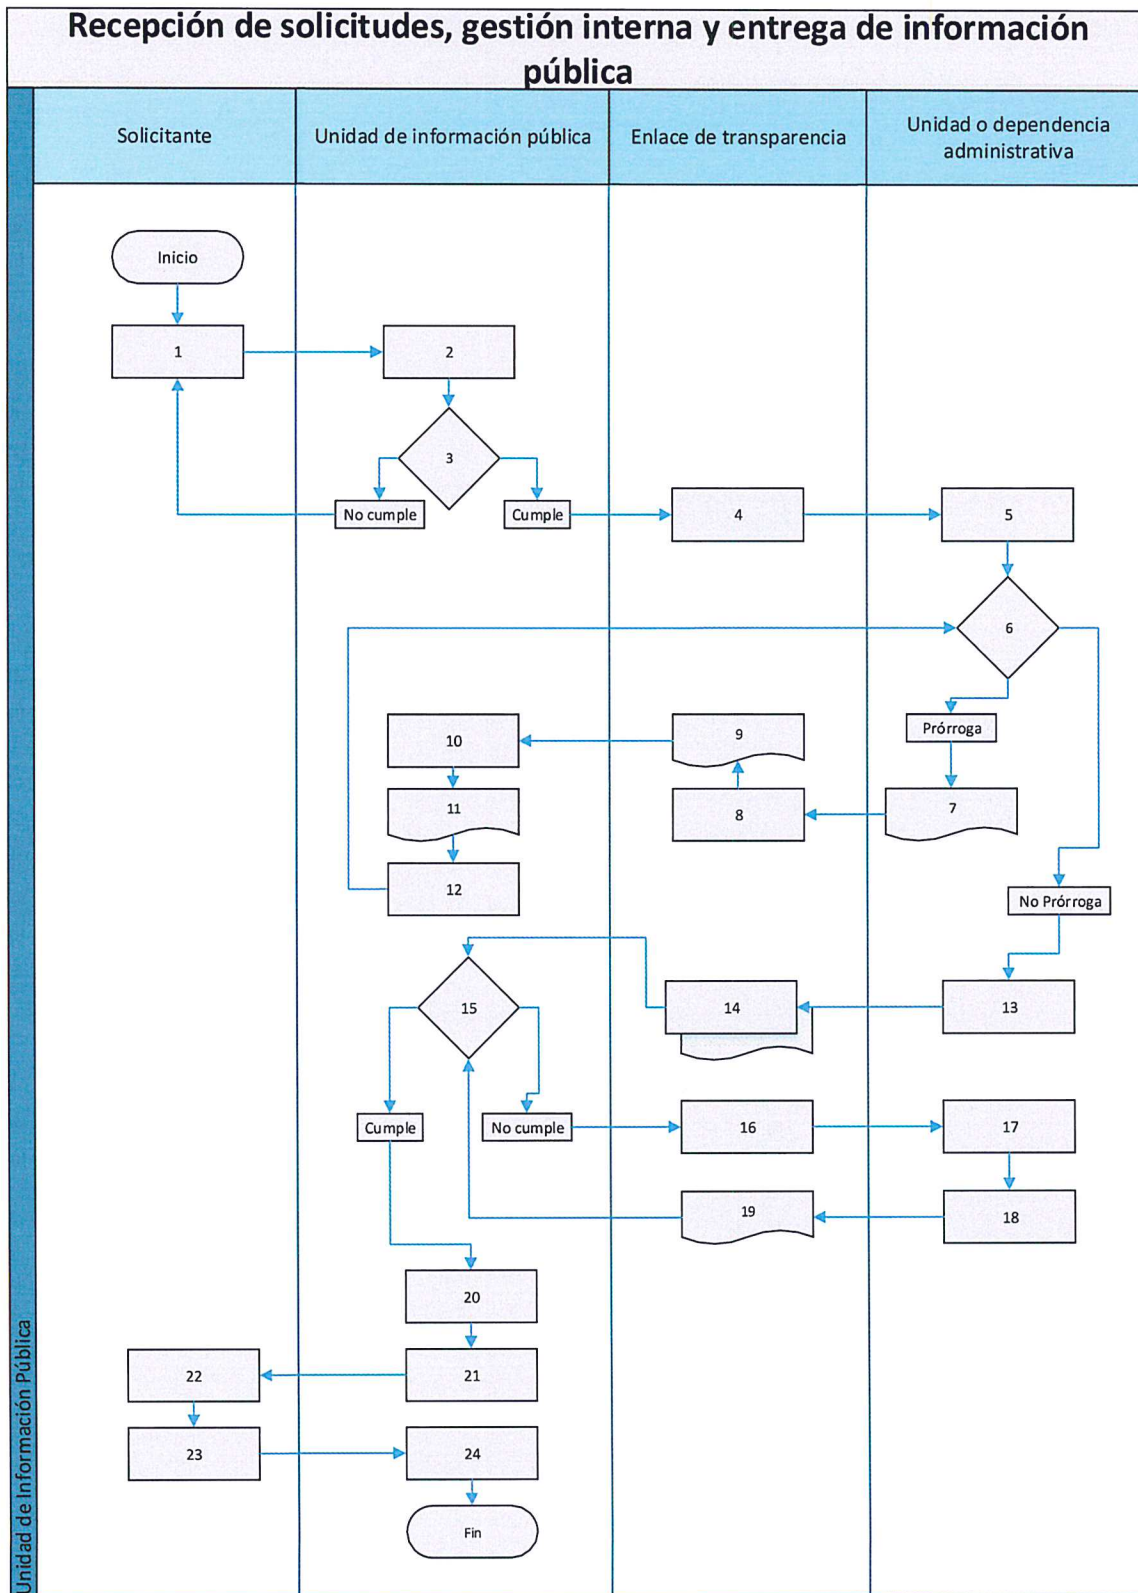 Recepción de solicitudes, gestión interna y entrega de información
pública
Solicitante
Unidad de información pública
Enlace de transparencia
Unidad o dependencia
administrativa
Inicio
1
2
3
No cumple
Cumple
4
5
6
Prórroga
10
9
11
8
7
12
No Prórroga
15
14
13
Cumple
No cumple
16
17
19
18
20
22
21
23
24
Fin
Unidad de Información Pública